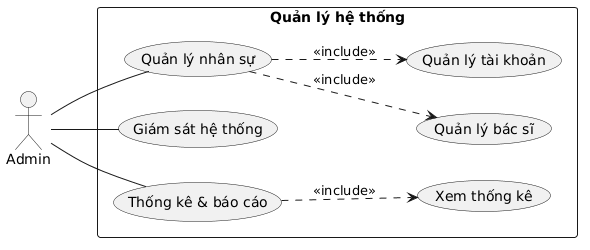 Quản lý hệ thống
Quản lý nhân sự
«include»
Quản lý tài khoản
«include»
Giám sát hệ thống
Quản lý bác sĩ
Admin
Thống kê & báo cáo
«include»
Xem thống kê